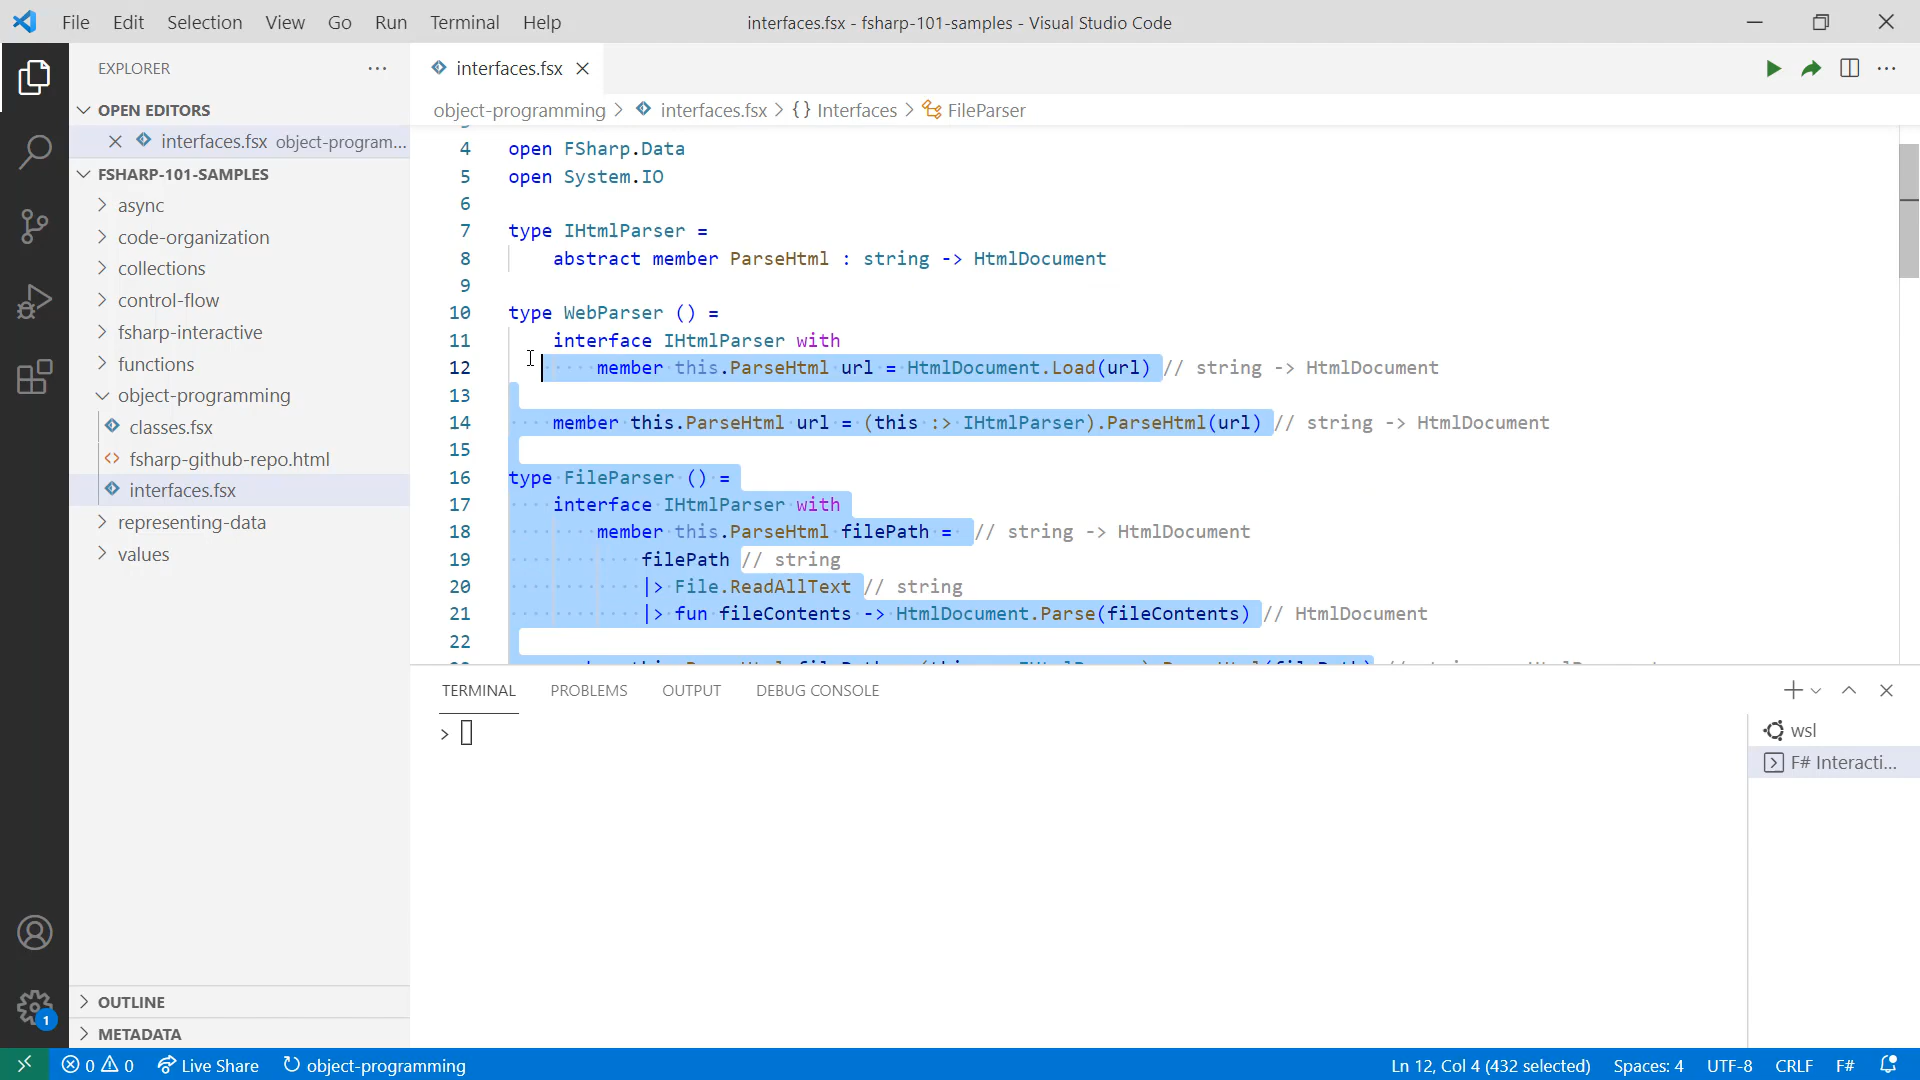 File Edit Selection View Go Run Terminal Help
interfaces.fsx - fsharp-101-samples - Visual Studio Code
EXPLORER
OPEN EDITORS
interfaces.fsx object-program...
FSHARP-101-SAMPLES
async
code-organization
collections
control-flow
fsharp-interactive
functions
object-programming
classes.fsx
<> fsharp-github-repo.html
interfaces.fsx
representing-data
values
OUTLINE
METADATA
1
interfaces.fsx
object-programming > interfaces.fsx > {} Interfaces > FileParser
4 open FSharp.Data
5 open System.IO
6
7 type IHtmlParser =
8 abstract member ParseHtml : string -> HtmlDocument
9
10 type WebParser () =
11 interface IHtmlParser with
12 member this.ParseHtml url = HtmlDocument.Load(url) // string -> HtmlDocument
13
14 member this.ParseHtml url = (this :> IHtmlParser).ParseHtml(url) // string -> HtmlDocument
15
16 type FileParser () =
17 interface IHtmlParser with
18 member this.ParseHtml filePath = // string -> HtmlDocument
19 filePath // string
20 |> File.ReadAllText // string
21 |> fun fileContents -> HtmlDocument.Parse(fileContents) // HtmlDocument
22
TERMINAL PROBLEMS OUTPUT DEBUG CONSOLE
>
wsl
F# Interacti...
0 0 Live Share object-programming
Ln 12, Col 4 (432 selected) Spaces: 4 UTF-8 CRLF F#